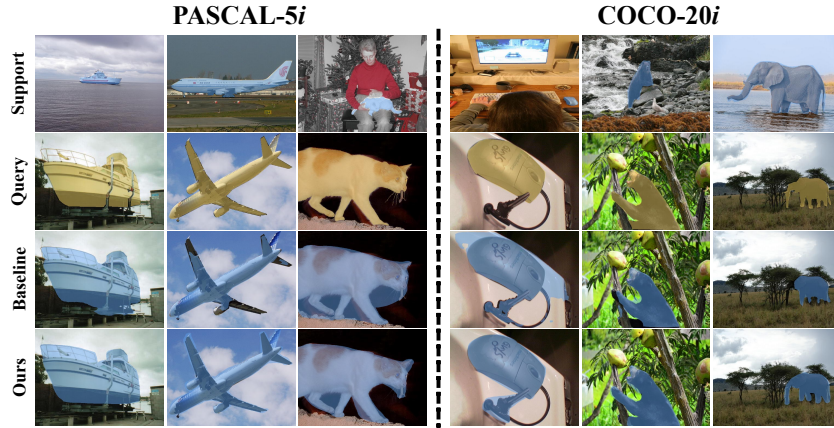 PASCAL-5i
COCO-20i
Support
Query
Baseline
Ours